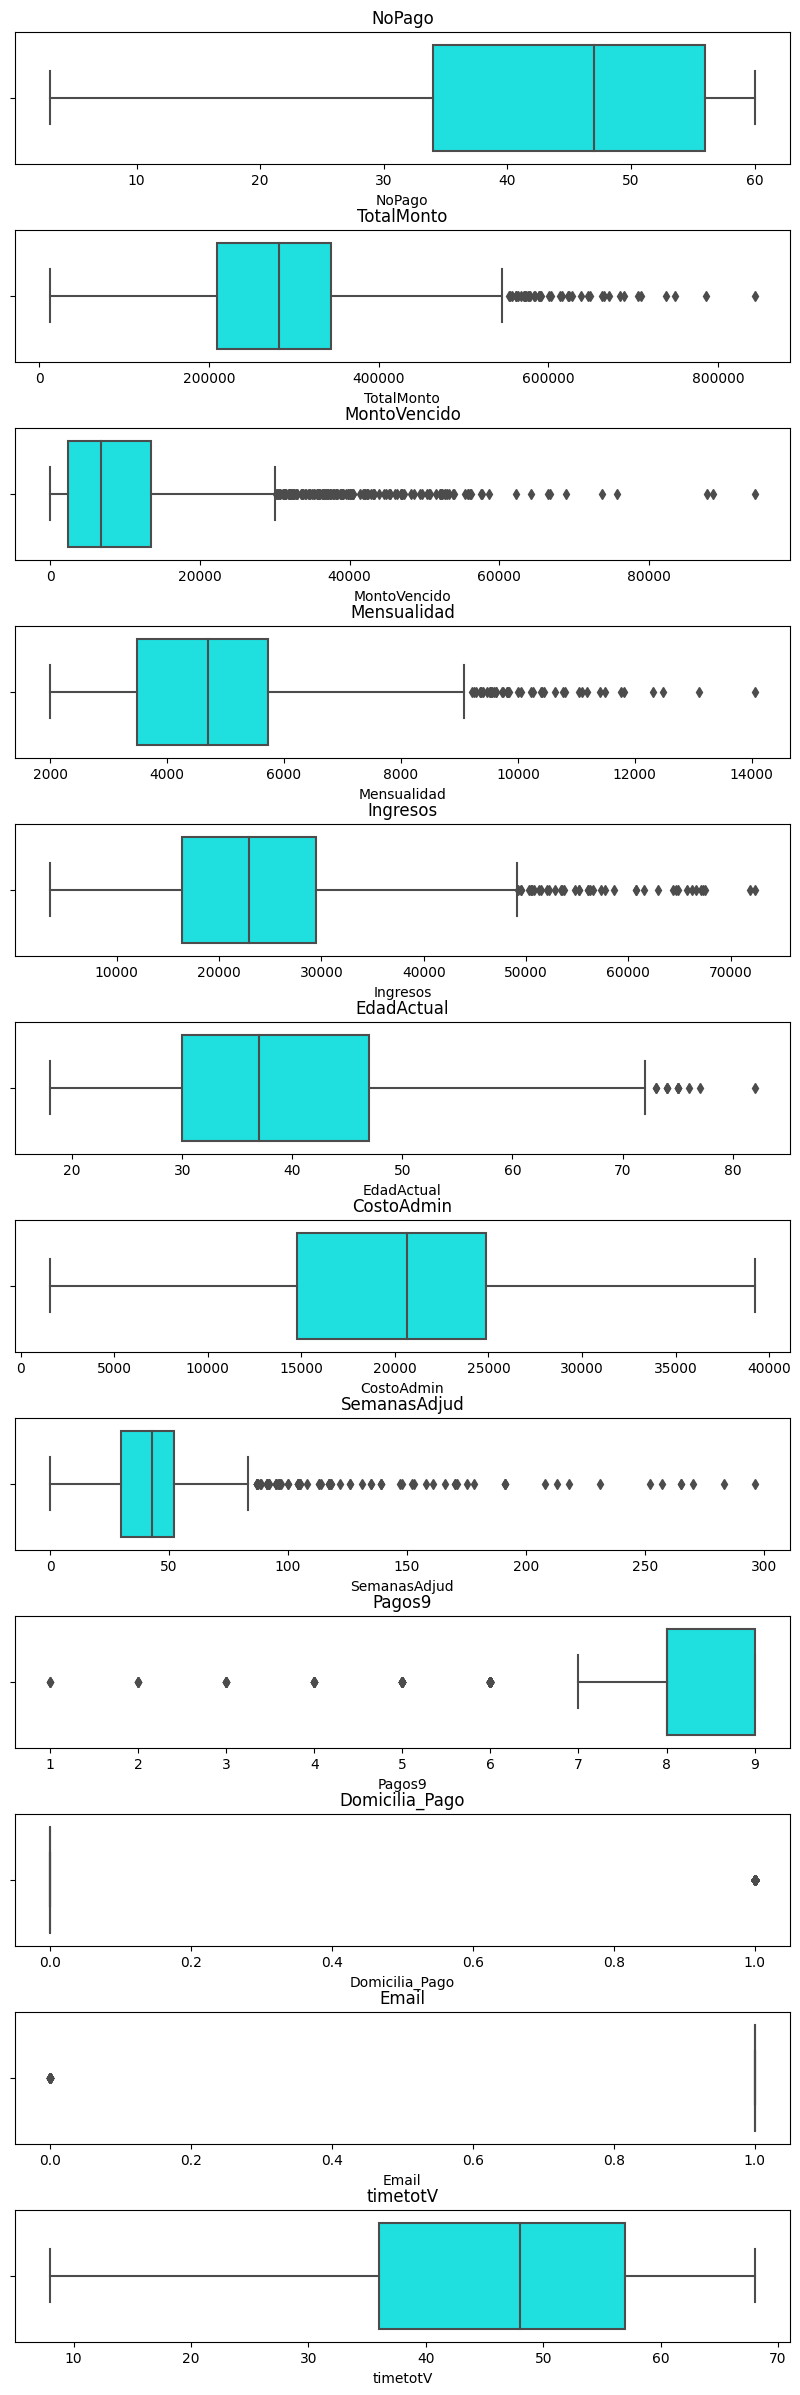 NoPago
10 20 30 40 50 60
NoPago
TotalMonto
0 200000 400000 600000 800000
TotalMonto
MontoVencido
0 20000 40000 60000 80000
MontoVencido
Mensualidad
2000 4000 6000 8000 10000 12000 14000
Mensualidad
Ingresos
10000 20000 30000 40000 50000 60000 70000
Ingresos
EdadActual
20 30 40 50 60 70 80
EdadActual
CostoAdmin
0 5000 10000 15000 20000 25000 30000 35000 40000
CostoAdmin
SemanasAdjud
0 50 100 150 200 250 300
SemanasAdjud
Pagos9
1 2 3 4 5 6 7 8 9
Pagos9
Domicilia_Pago
0.0 0.2 0.4 0.6 0.8 1.0
Domicilia_Pago
Email
0.0 0.2 0.4 0.6 0.8 1.0
Email
timetotV
10 20 30 40 50 60 70
timetotV